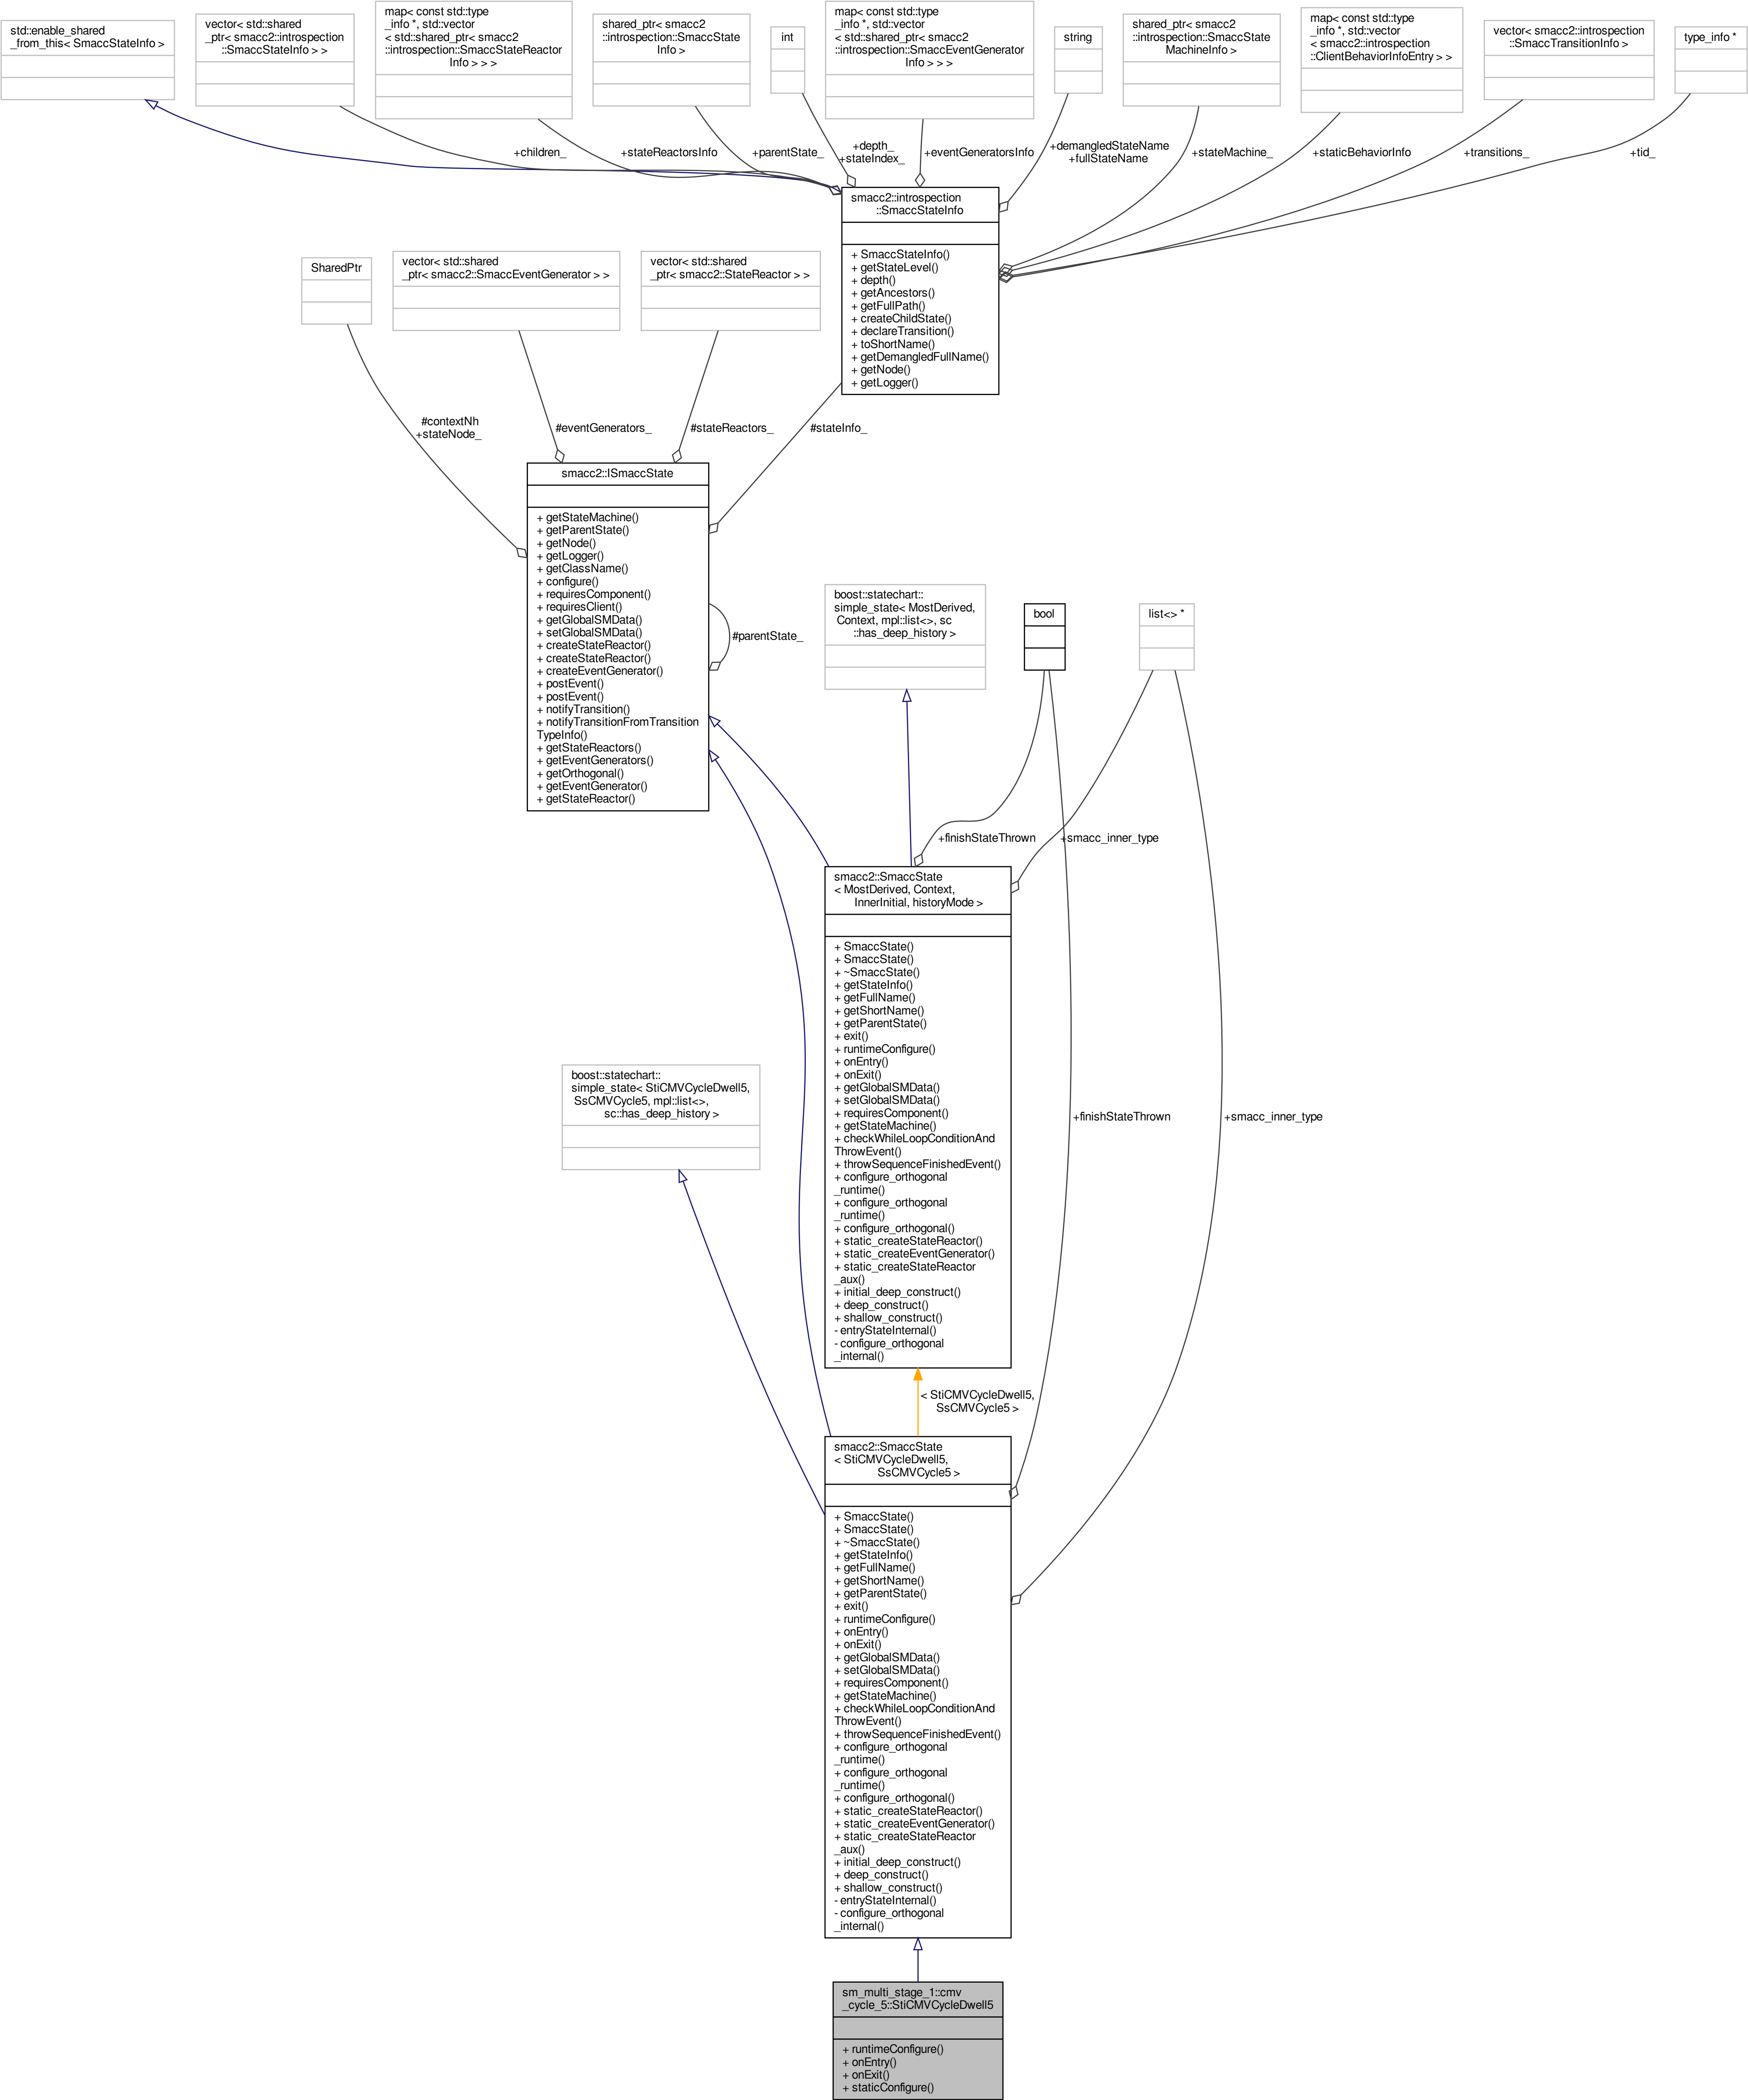 std::enable_shared
_from_this< SmaccStateInfo >
vector< std::shared
_ptr< smacc2::introspection
::SmaccStateInfo > >
map< const std::type
_info *, std::vector
< std::shared_ptr< smacc2
::introspection::SmaccStateReactor
Info > > >
shared_ptr< smacc2
::introspection::SmaccState
Info >
int
map< const std::type
_info *, std::vector
< std::shared_ptr< smacc2
::introspection::SmaccEventGenerator
Info > > >
string
shared_ptr< smacc2
::introspection::SmaccState
MachineInfo >
map< const std::type
_info *, std::vector
< smacc2::introspection
::ClientBehaviorInfoEntry > >
vector< smacc2::introspection
::SmaccTransitionInfo >
type_info *
+children_
+stateReactorsInfo
+parentState_
+depth_
+stateIndex_
+eventGeneratorsInfo
+demangledStateName
+fullStateName
+stateMachine_
+staticBehaviorInfo
+transitions_
+tid_
smacc2::introspection
::SmaccStateInfo
+ SmaccStateInfo()
+ getStateLevel()
+ depth()
+ getAncestors()
+ getFullPath()
+ createChildState()
+ declareTransition()
+ toShortName()
+ getDemangledFullName()
+ getNode()
+ getLogger()
SharedPtr
vector< std::shared
_ptr< smacc2::SmaccEventGenerator > >
vector< std::shared
_ptr< smacc2::StateReactor > >
#contextNh
+stateNode_
#eventGenerators_
#stateReactors_
#stateInfo_
smacc2::ISmaccState
+ getStateMachine()
+ getParentState()
+ getNode()
+ getLogger()
+ getClassName()
+ configure()
+ requiresComponent()
+ requiresClient()
+ getGlobalSMData()
+ setGlobalSMData()
+ createStateReactor()
+ createStateReactor()
+ createEventGenerator()
+ postEvent()
+ postEvent()
+ notifyTransition()
+ notifyTransitionFromTransition
TypeInfo()
+ getStateReactors()
+ getEventGenerators()
+ getOrthogonal()
+ getEventGenerator()
+ getStateReactor()
#parentState_
boost::statechart::
simple_state< MostDerived,
Context, mpl::list<>, sc
::has_deep_history >
bool
list<> *
+finishStateThrown
+smacc_inner_type
smacc2::SmaccState
< MostDerived, Context,
InnerInitial, historyMode >
+ SmaccState()
+ SmaccState()
+ ~SmaccState()
+ getStateInfo()
+ getFullName()
+ getShortName()
+ getParentState()
+ exit()
+ runtimeConfigure()
+ onEntry()
+ onExit()
+ getGlobalSMData()
+ setGlobalSMData()
+ requiresComponent()
+ getStateMachine()
+ checkWhileLoopConditionAnd
ThrowEvent()
+ throwSequenceFinishedEvent()
+ configure_orthogonal
_runtime()
+ configure_orthogonal
_runtime()
+ configure_orthogonal()
+ static_createStateReactor()
+ static_createEventGenerator()
+ static_createStateReactor
_aux()
+ initial_deep_construct()
+ deep_construct()
+ shallow_construct()
- entryStateInternal()
- configure_orthogonal
_internal()
boost::statechart::
simple_state< StiCMVCycleDwell5,
SsCMVCycle5, mpl::list<>,
sc::has_deep_history >
+finishStateThrown
+smacc_inner_type
< StiCMVCycleDwell5,
SsCMVCycle5 >
smacc2::SmaccState
< StiCMVCycleDwell5,
SsCMVCycle5 >
+ SmaccState()
+ SmaccState()
+ ~SmaccState()
+ getStateInfo()
+ getFullName()
+ getShortName()
+ getParentState()
+ exit()
+ runtimeConfigure()
+ onEntry()
+ onExit()
+ getGlobalSMData()
+ setGlobalSMData()
+ requiresComponent()
+ getStateMachine()
+ checkWhileLoopConditionAnd
ThrowEvent()
+ throwSequenceFinishedEvent()
+ configure_orthogonal
_runtime()
+ configure_orthogonal
_runtime()
+ configure_orthogonal()
+ static_createStateReactor()
+ static_createEventGenerator()
+ static_createStateReactor
_aux()
+ initial_deep_construct()
+ deep_construct()
+ shallow_construct()
- entryStateInternal()
- configure_orthogonal
_internal()
sm_multi_stage_1::cmv
_cycle_5::StiCMVCycleDwell5
+ runtimeConfigure()
+ onEntry()
+ onExit()
+ staticConfigure()